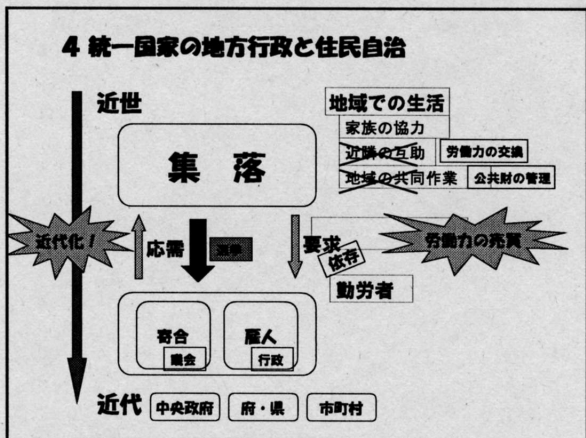 4 統一国家の地方行政と住民自治
近世
地域での生活
家族の協力
近隣の互助
労働力の交換
地域の共同作業
公共財の管理
集 落
近代化!
応需
要求
依存
労働力の売買
勤労者
寄合
議会
雇人
行政
近代
中央政府
府・県
市町村